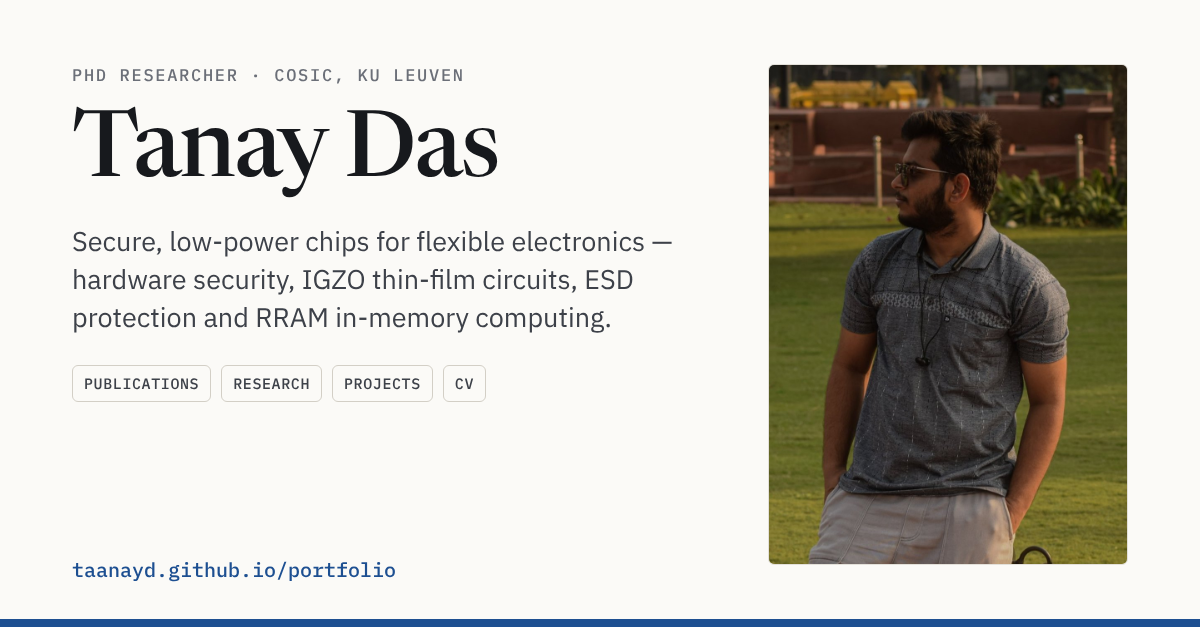 PHD RESEARCHER · COSIC, KU LEUVEN
Tanay Das
Secure, low-power chips for flexible electronics —
hardware security, IGZO thin-film circuits, ESD
protection and RRAM in-memory computing.
PUBLICATIONS RESEARCH PROJECTS CV
taanayd.github.io/portfolio